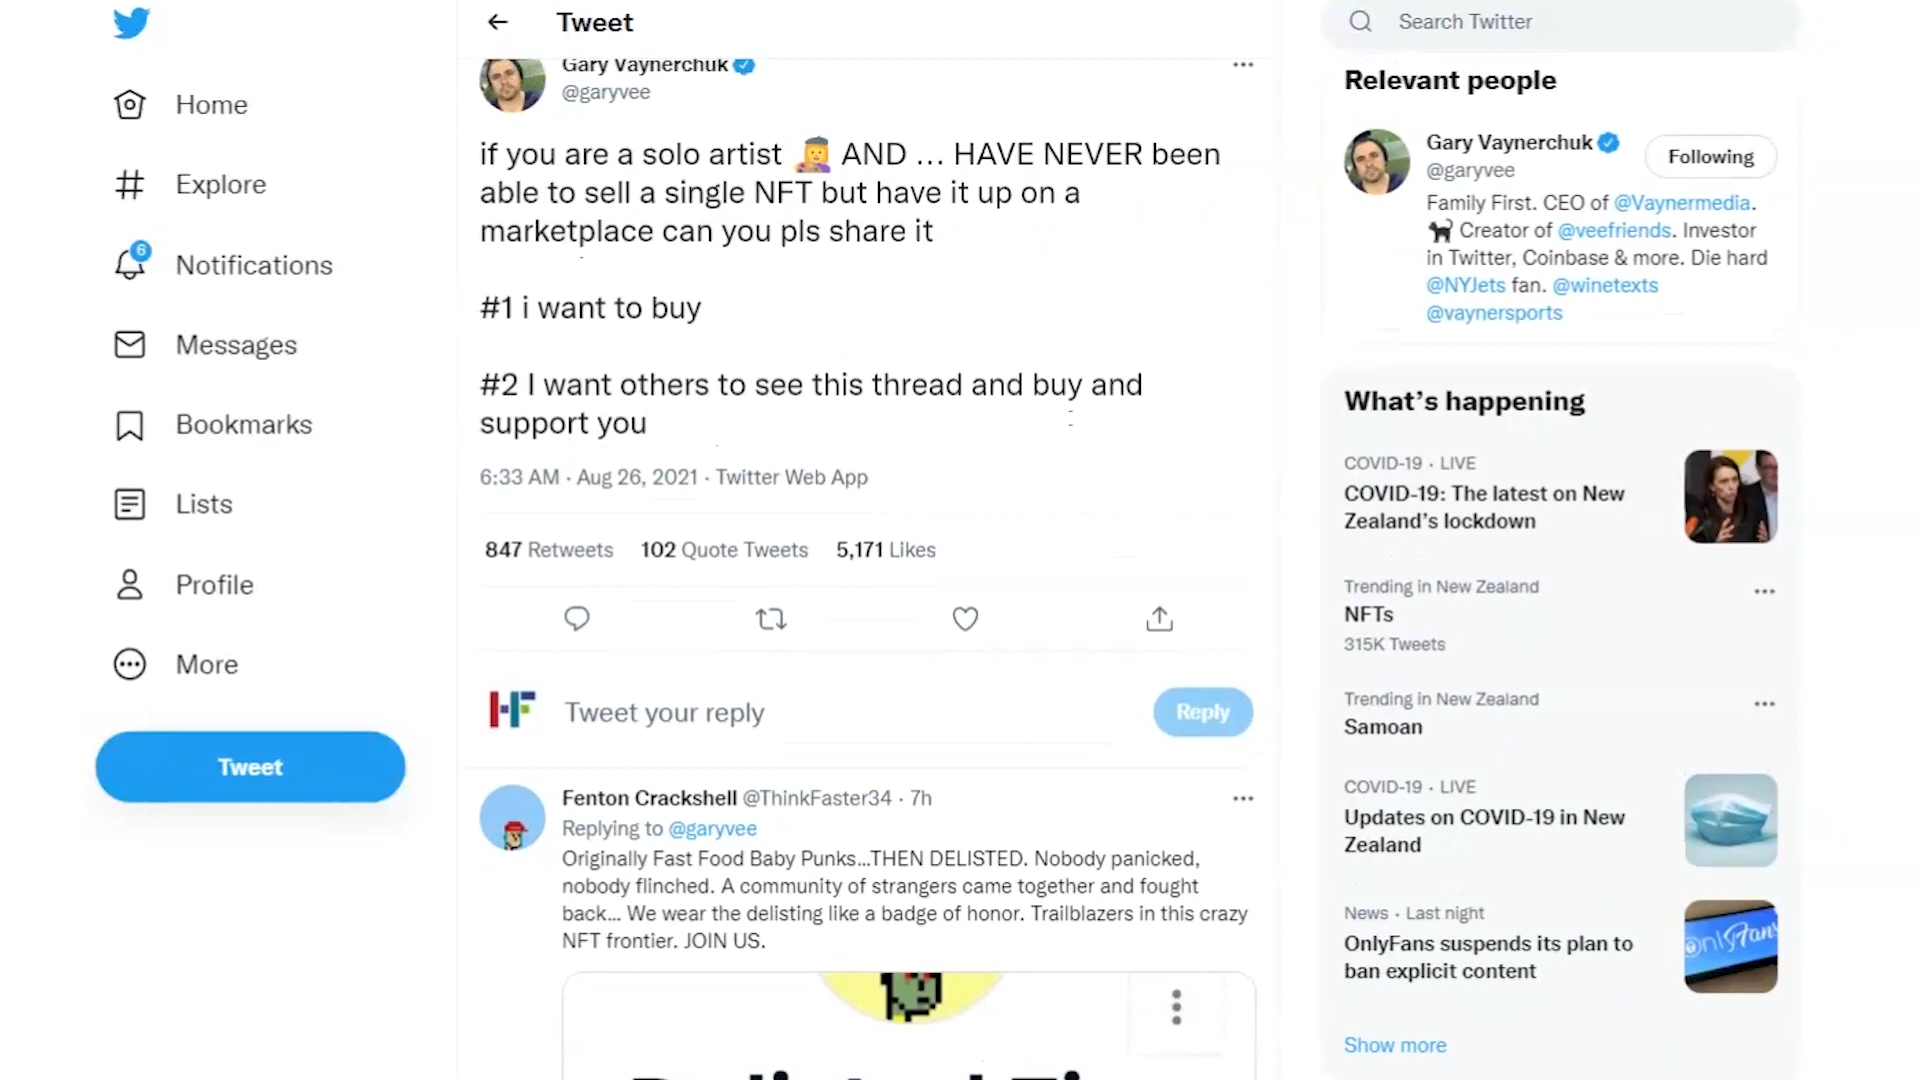 Home
Explore
6
Notifications
Messages
Bookmarks
Lists
Profile
More
Tweet
Tweet
Gary Vaynerchuk
@garyvee
if you are a solo artist 👩‍🎨 AND ... HAVE NEVER been
able to sell a single NFT but have it up on a
marketplace can you pls share it
#1 i want to buy
#2 I want others to see this thread and buy and
support you
6:33 AM · Aug 26, 2021 · Twitter Web App
847 Retweets 102 Quote Tweets 5,171 Likes
HF
Tweet your reply
Reply
Fenton Crackshell @ThinkFaster34 · 7h
Replying to @garyvee
Originally Fast Food Baby Punks...THEN DELISTED. Nobody panicked,
nobody flinched. A community of strangers came together and fought
back... We wear the delisting like a badge of honor. Trailblazers in this crazy
NFT frontier. JOIN US.
Search Twitter
Relevant people
Gary Vaynerchuk
@garyvee
Following
Family First. CEO of @Vaynermedia.
🐈‍⬛ Creator of @veefriends. Investor
in Twitter, Coinbase & more. Die hard
@NYJets fan. @winetexts
@vaynersports
What's happening
COVID-19 · LIVE
COVID-19: The latest on New
Zealand's lockdown
Trending in New Zealand
NFTs
315K Tweets
Trending in New Zealand
Samoan
COVID-19 · LIVE
Updates on COVID-19 in New
Zealand
News · Last night
OnlyFans suspends its plan to
ban explicit content
OnlyFans
Show more